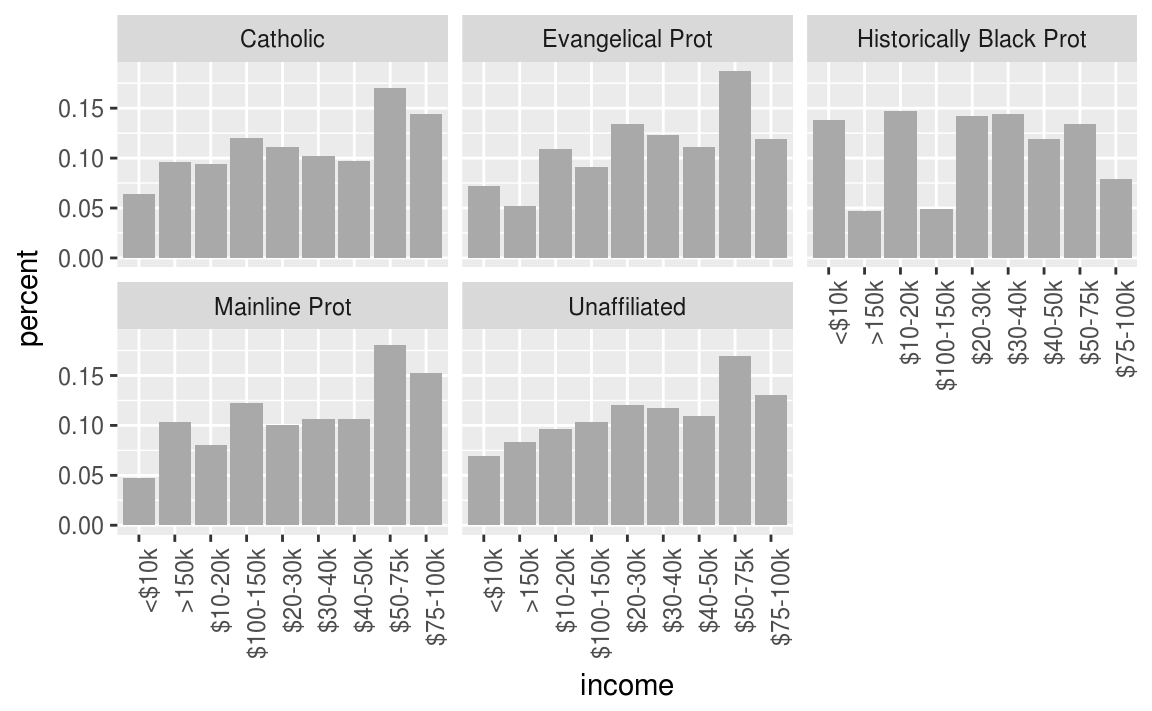 Catholic
Evangelical Prot
Historically Black Prot
0.15
0.10
0.05
0.00
<$10k
>150k
$10-20k
$100-150k
$20-30k
$30-40k
$40-50k
$50-75k
$75-100k
percent
Mainline Prot
Unaffiliated
0.15
0.10
0.05
0.00
<$10k
>150k
$10-20k
$100-150k
$20-30k
$30-40k
$40-50k
$50-75k
$75-100k
<$10k
>150k
$10-20k
$100-150k
$20-30k
$30-40k
$40-50k
$50-75k
$75-100k
income